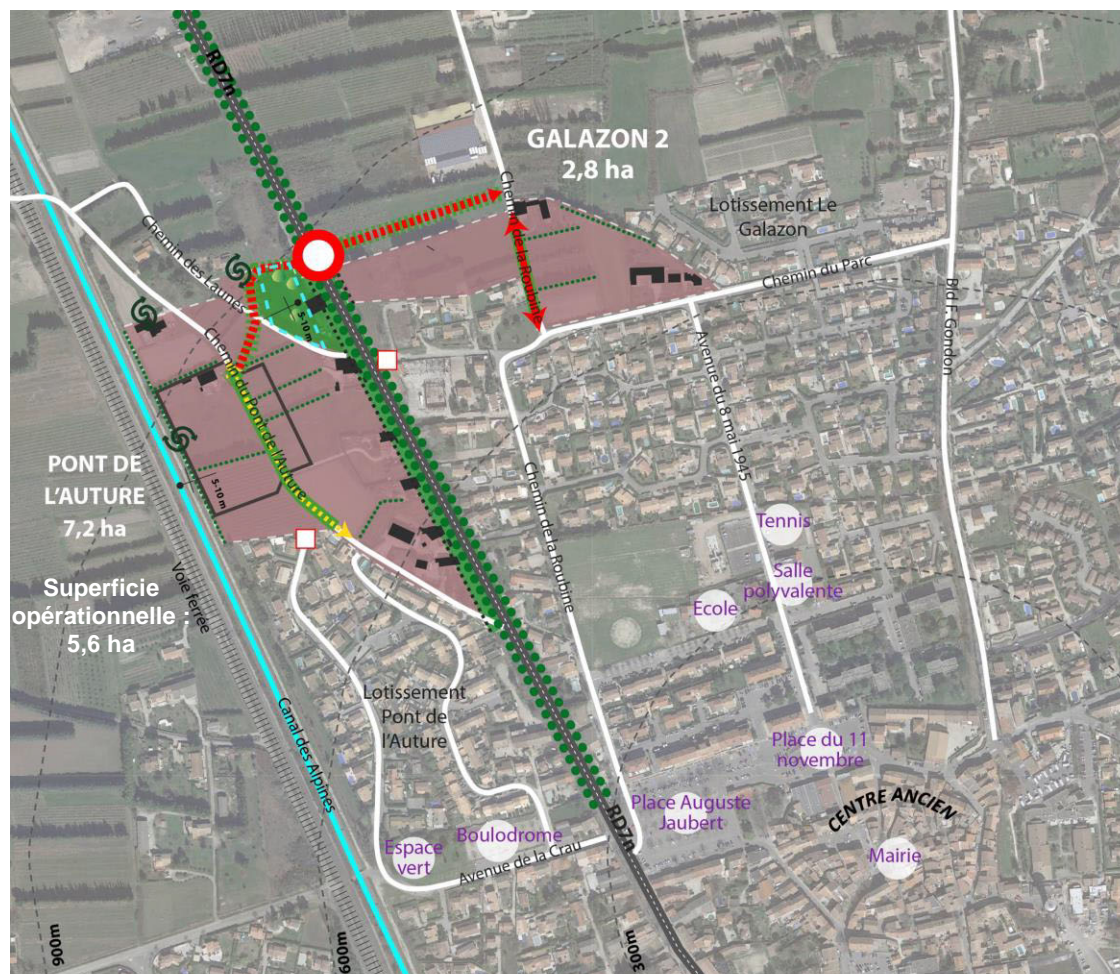 RD7n
GALAZON 2
2,8 ha
Chemin de la Roubine
Lotissement Le
Galazon
Chemin du Parc
Bld F. Gondon
Chemin des Launes
5-10 m
Chemin du Pont de l'Auture
Avenue du 8 mai 1945
PONT DE
L'AUTURE
7,2 ha
5-10 m
Superficie
opérationnelle :
5,6 ha
Voie ferrée
Chemin de la Roubine
Tennis
Salle
polyvalente
Ecole
Lotissement
Pont de
l'Auture
Canal des Alpines
Place du 11
novembre
CENTRE ANCIEN
Place Auguste
Jaubert
RD7n
Boulodrome
Espace
vert
Avenue de la Crau
Mairie
900m
600m
300m